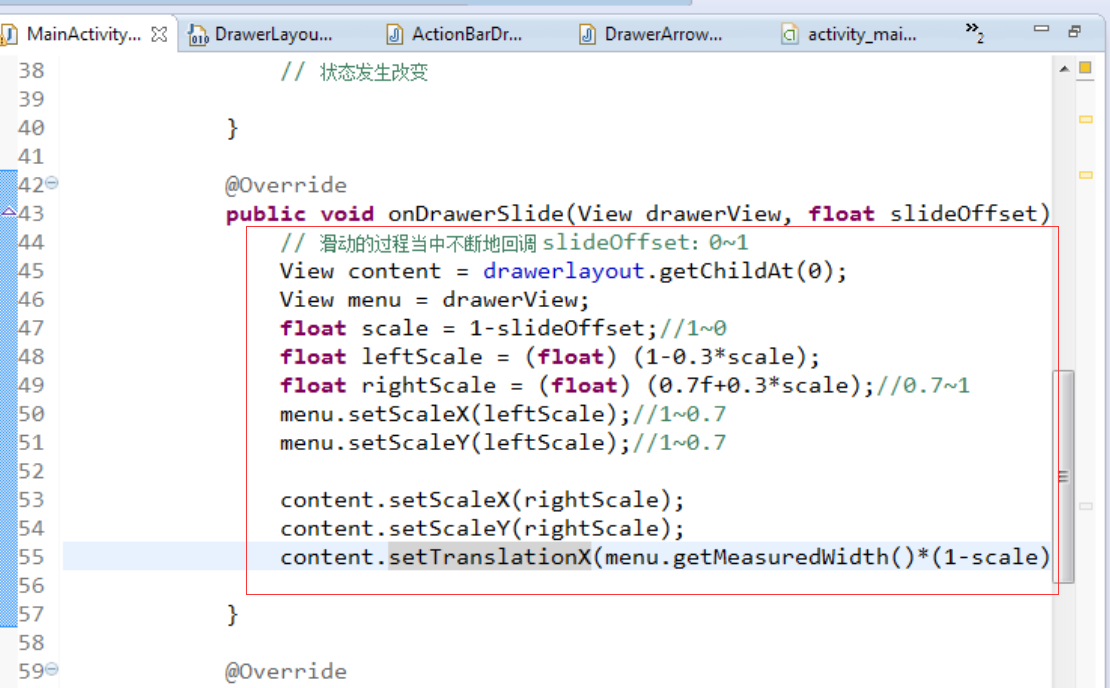 MainActivity... DrawerLayou... ActionBarDr... DrawerArrow... activity_mai... »2
38 // 状态发生改变
39
40 }
41
42 @Override
43 public void onDrawerSlide(View drawerView, float slideOffset)
44 // 滑动的过程当中不断地回调 slideOffset: 0~1
45 View content = drawerlayout.getChildAt(0);
46 View menu = drawerView;
47 float scale = 1-slideOffset;//1~0
48 float leftScale = (float) (1-0.3*scale);
49 float rightScale = (float) (0.7f+0.3*scale);//0.7~1
50 menu.setScaleX(leftScale);//1~0.7
51 menu.setScaleY(leftScale);//1~0.7
52
53 content.setScaleX(rightScale);
54 content.setScaleY(rightScale);
55 content.setTranslationX(menu.getMeasuredWidth()*(1-scale)
56
57 }
58
59 @Override